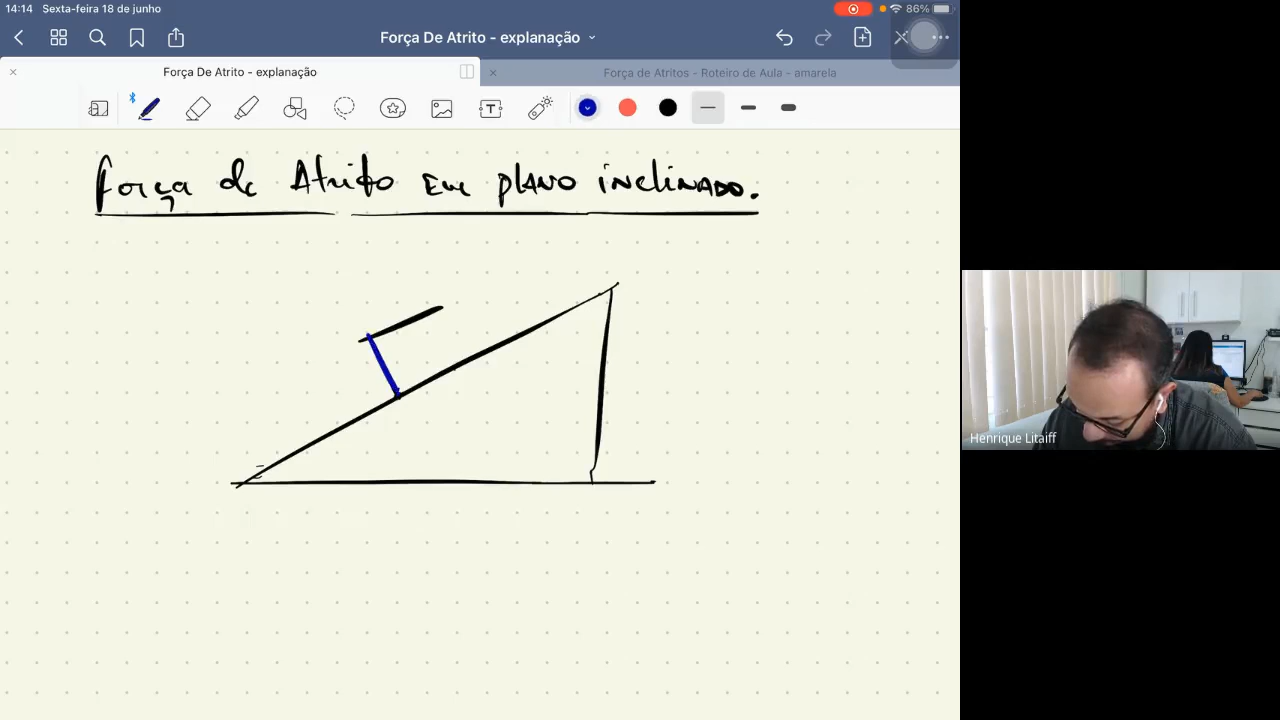 14:14 Sexta-feira 18 de junho 86%
Força De Atrito - explanação
Força De Atrito - explanação
Força de Atritos - Roteiro de Aula - amarela
T
Força de Atrito Em plano inclinado.
Henrique Litaiff